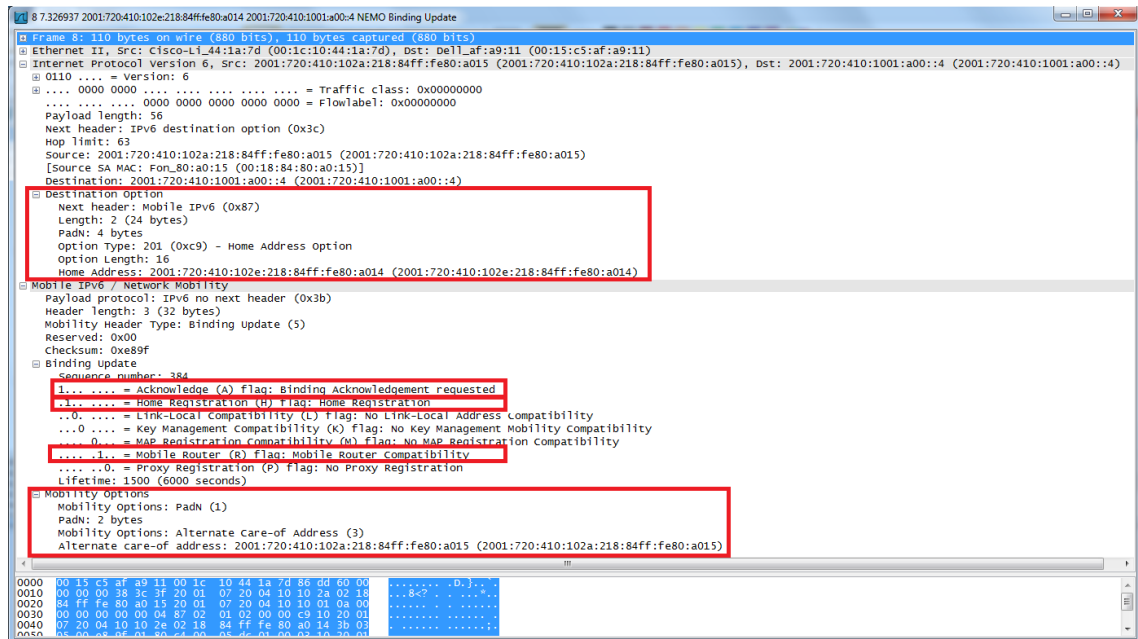 8 7.326937 2001:720:410:102e:218:84ff:fe80:a014 2001:720:410:1001:a00::4 NEMO Binding Update
Frame 8: 110 bytes on wire (880 bits), 110 bytes captured (880 bits)
Ethernet II, Src: Cisco-Li_44:1a:7d (00:1c:10:44:1a:7d), Dst: Dell_af:a9:11 (00:15:c5:af:a9:11)
Internet Protocol Version 6, Src: 2001:720:410:102a:218:84ff:fe80:a015 (2001:720:410:102a:218:84ff:fe80:a015), Dst: 2001:720:410:1001:a00::4 (2001:720:410:1001:a00::4)
0110 .... = Version: 6
.... 0000 0000 .... .... .... .... .... = Traffic class: 0x00000000
.... .... .... 0000 0000 0000 0000 0000 = Flowlabel: 0x00000000
Payload length: 56
Next header: IPv6 destination option (0x3c)
Hop limit: 63
Source: 2001:720:410:102a:218:84ff:fe80:a015 (2001:720:410:102a:218:84ff:fe80:a015)
[Source SA MAC: Fon_80:a0:15 (00:18:84:80:a0:15)]
Destination: 2001:720:410:1001:a00::4 (2001:720:410:1001:a00::4)
Destination Option
Next header: Mobile IPv6 (0x87)
Length: 2 (24 bytes)
PadN: 4 bytes
Option Type: 201 (0xc9) - Home Address Option
Option Length: 16
Home Address: 2001:720:410:102e:218:84ff:fe80:a014 (2001:720:410:102e:218:84ff:fe80:a014)
Mobile IPv6 / Network Mobility
Payload protocol: IPv6 no next header (0x3b)
Header length: 3 (32 bytes)
Mobility Header Type: Binding Update (5)
Reserved: 0x00
Checksum: 0xe89f
Binding Update
Sequence number: 384
1... .... = Acknowledge (A) flag: Binding Acknowledgement requested
.1.. .... = Home Registration (H) flag: Home Registration
..0. .... = Link-Local Compatibility (L) flag: No Link-Local Address Compatibility
...0 .... = Key Management Compatibility (K) flag: No Key Management Mobility Compatibility
.... 0... = MAP Registration Compatibility (M) flag: No MAP Registration Compatibility
.... .1.. = Mobile Router (R) flag: Mobile Router Compatibility
.... ..0. = Proxy Registration (P) flag: No Proxy Registration
Lifetime: 1500 (6000 seconds)
Mobility Options
Mobility Options: PadN (1)
PadN: 2 bytes
Mobility Options: Alternate Care-of Address (3)
Alternate care-of address: 2001:720:410:102a:218:84ff:fe80:a015 (2001:720:410:102a:218:84ff:fe80:a015)
0000 00 15 c5 af a9 11 00 1c 10 44 1a 7d 86 dd 60 00 ........ .D.}..`.
0010 00 00 00 38 3c 3f 20 01 07 20 04 10 10 2a 02 18 ...8<? . . ...*..
0020 84 ff fe 80 a0 15 20 01 07 20 04 10 10 01 0a 00 ...... . . ......
0030 00 00 00 00 00 04 87 02 01 02 00 00 c9 10 20 01 ........ ...... .
0040 07 20 04 10 10 2e 02 18 84 ff fe 80 a0 14 3b 03 . ...... ......;.
0050 05 00 e8 9f 01 80 c4 00 05 dc 01 00 03 10 20 01